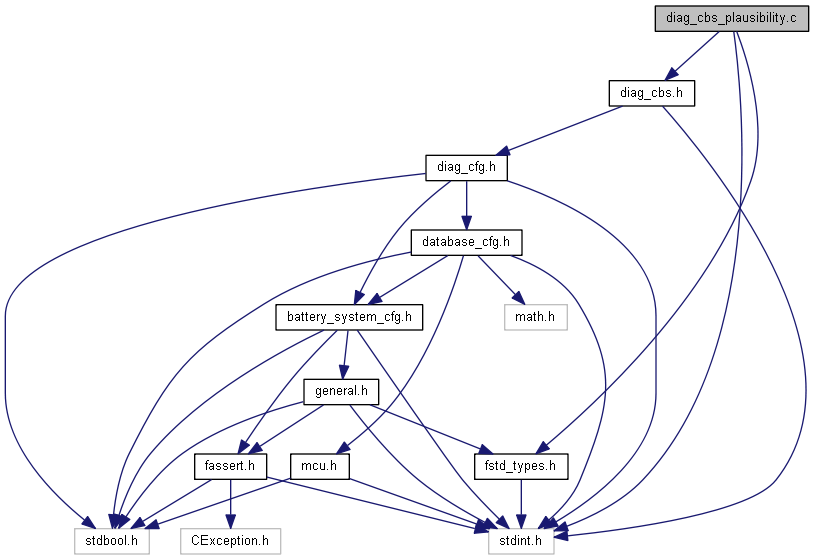 diag_cbs_plausibility.c
diag_cbs.h
diag_cfg.h
database_cfg.h
battery_system_cfg.h
math.h
general.h
fassert.h
mcu.h
fstd_types.h
stdbool.h
CException.h
stdint.h